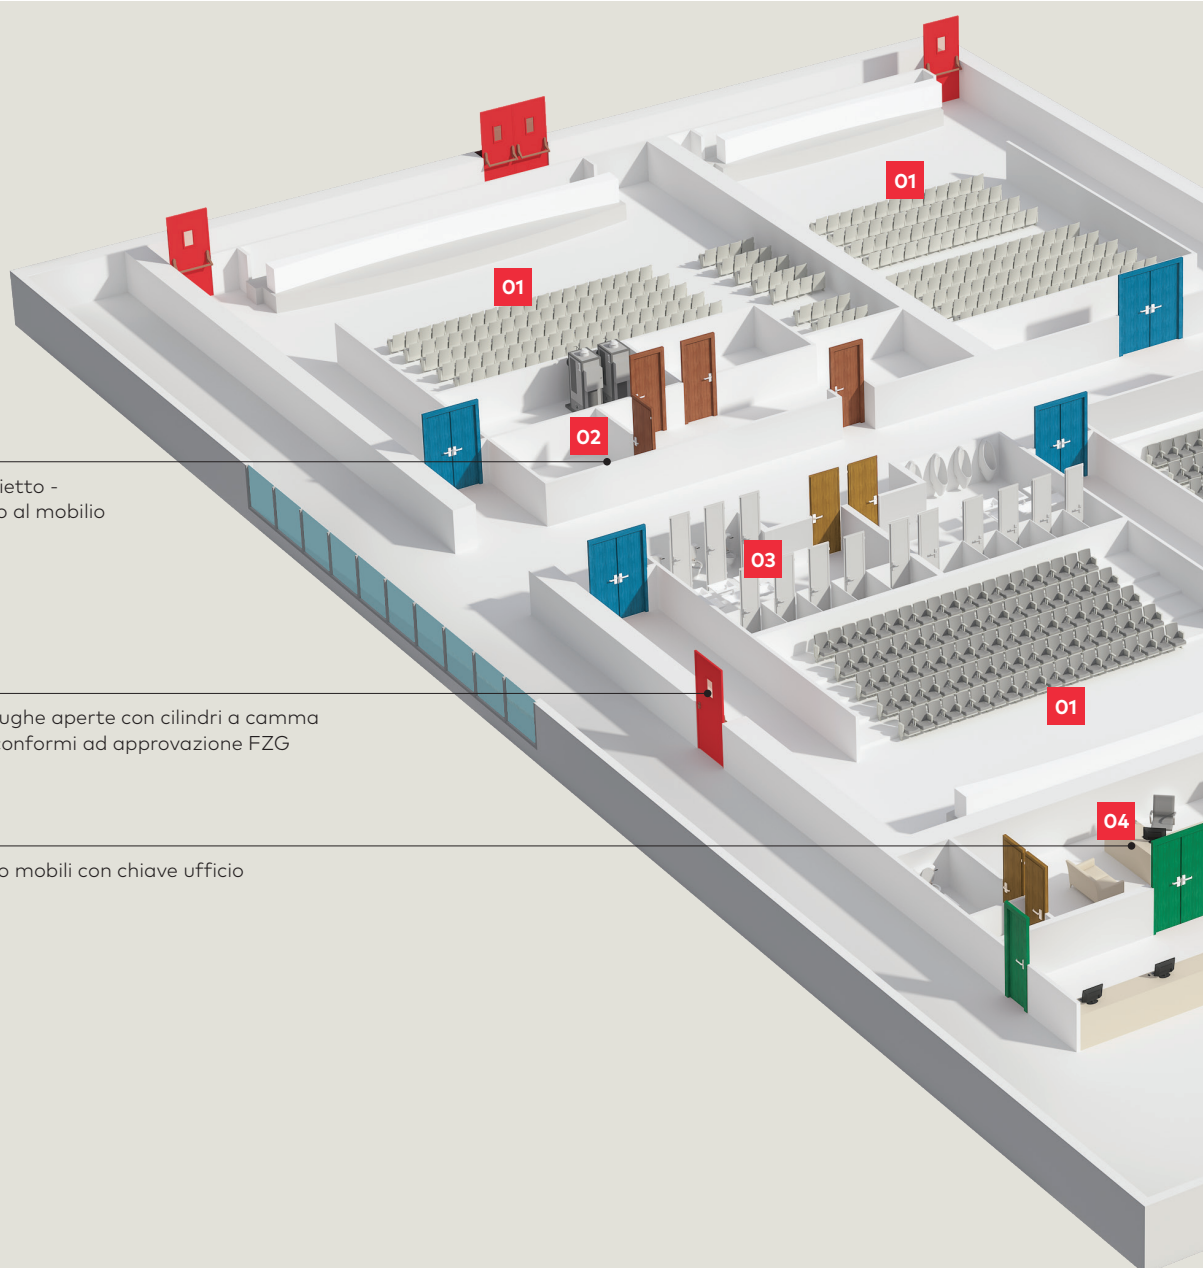 01
01
02
ietto -
o al mobilio
03
ughe aperte con cilindri a camma
conformi ad approvazione FZG
01
04
o mobili con chiave ufficio